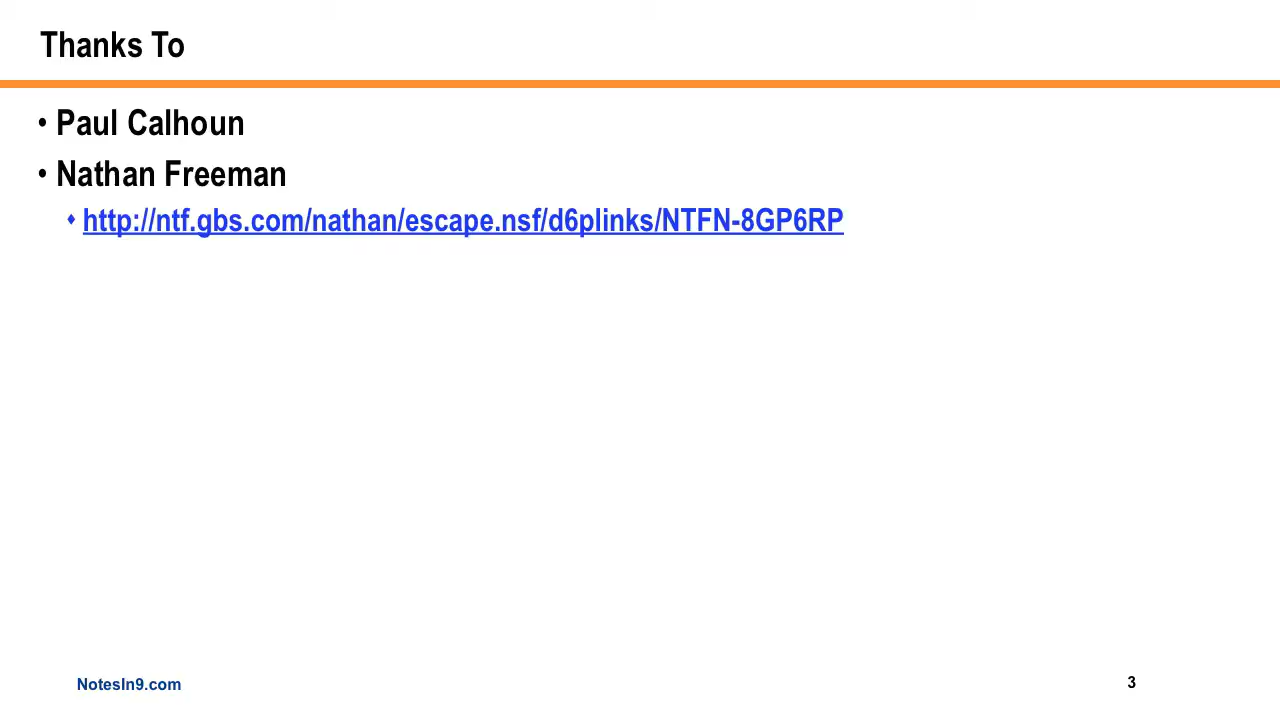 Thanks To
• Paul Calhoun
• Nathan Freeman
♦ http://ntf.gbs.com/nathan/escape.nsf/d6plinks/NTFN-8GP6RP
NotesIn9.com
3